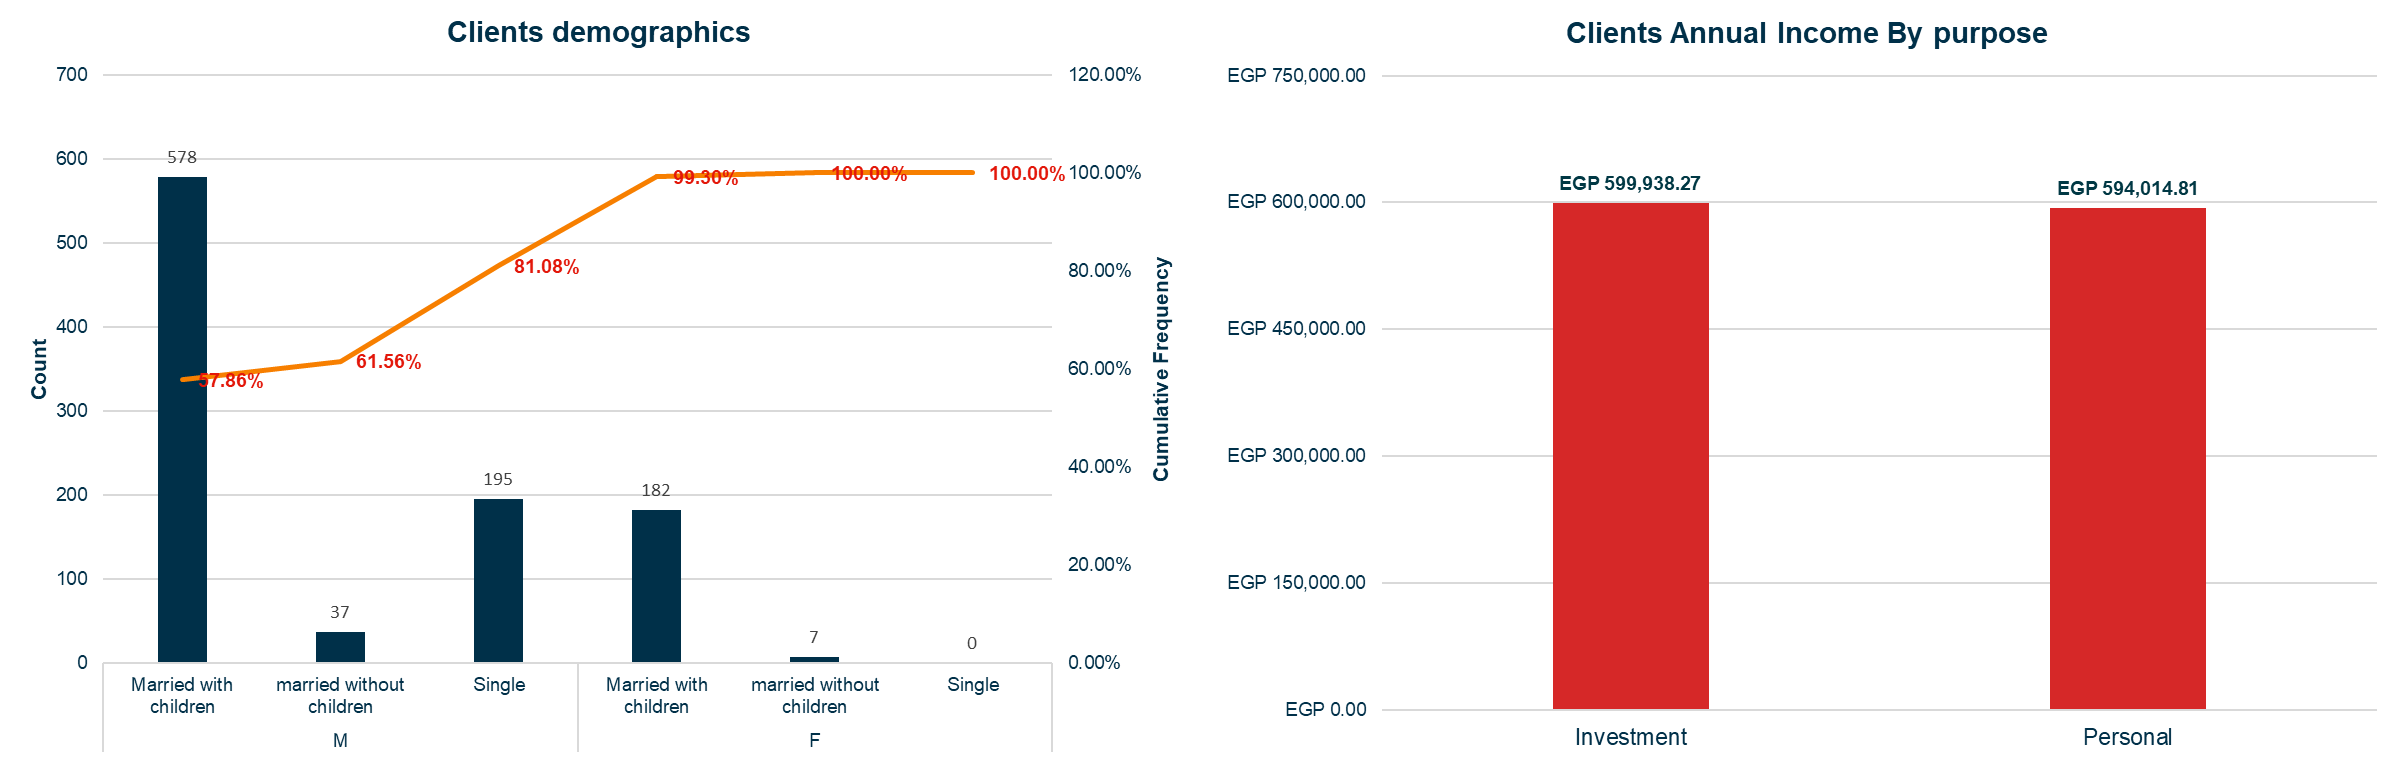 Clients demographics
700
600
500
400
300
200
100
0
Count
120.00%
100.00%
80.00%
60.00%
40.00%
20.00%
0.00%
Cumulative Frequency
578
37
195
182
7
0
57.86%
61.56%
81.08%
99.30%
100.00%
100.00%
Married with
children
married without
children
Single
Married with
children
married without
children
Single
M
F
Clients Annual Income By purpose
EGP 750,000.00
EGP 600,000.00
EGP 450,000.00
EGP 300,000.00
EGP 150,000.00
EGP 0.00
EGP 599,938.27
EGP 594,014.81
Investment
Personal